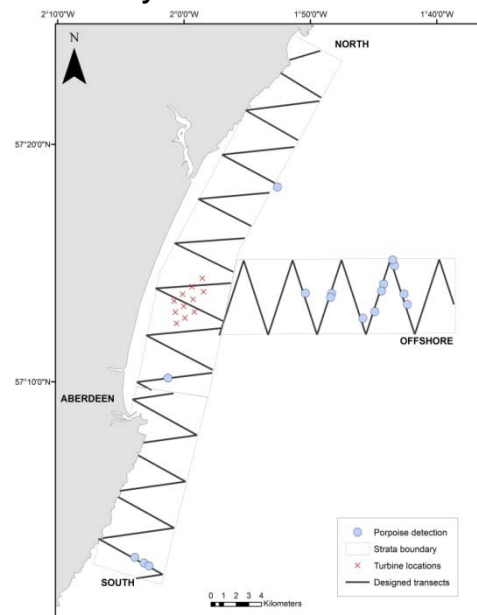 2°10'0"W 2°0'0"W 1°50'0"W 1°40'0"W
N
NORTH
57°20'0"N
OFFSHORE
57°10'0"N
ABERDEEN
SOUTH
Porpoise detection
Strata boundary
Turbine locations
Designed transects
0 1 2 3 4
Kilometers